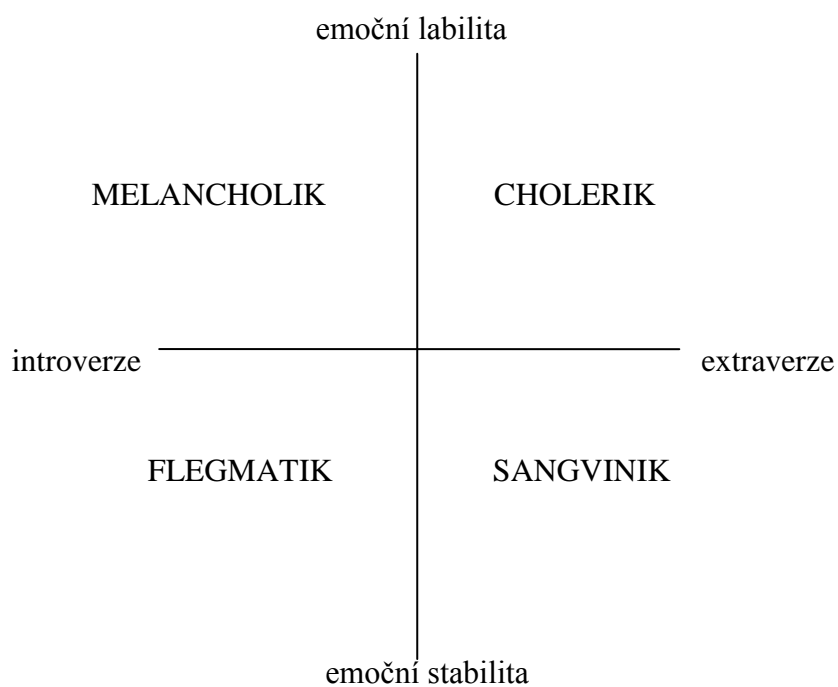 emoční labilita
MELANCHOLIK CHOLERIK
introverze extraverze
FLEGMATIK SANGVINIK
emoční stabilita